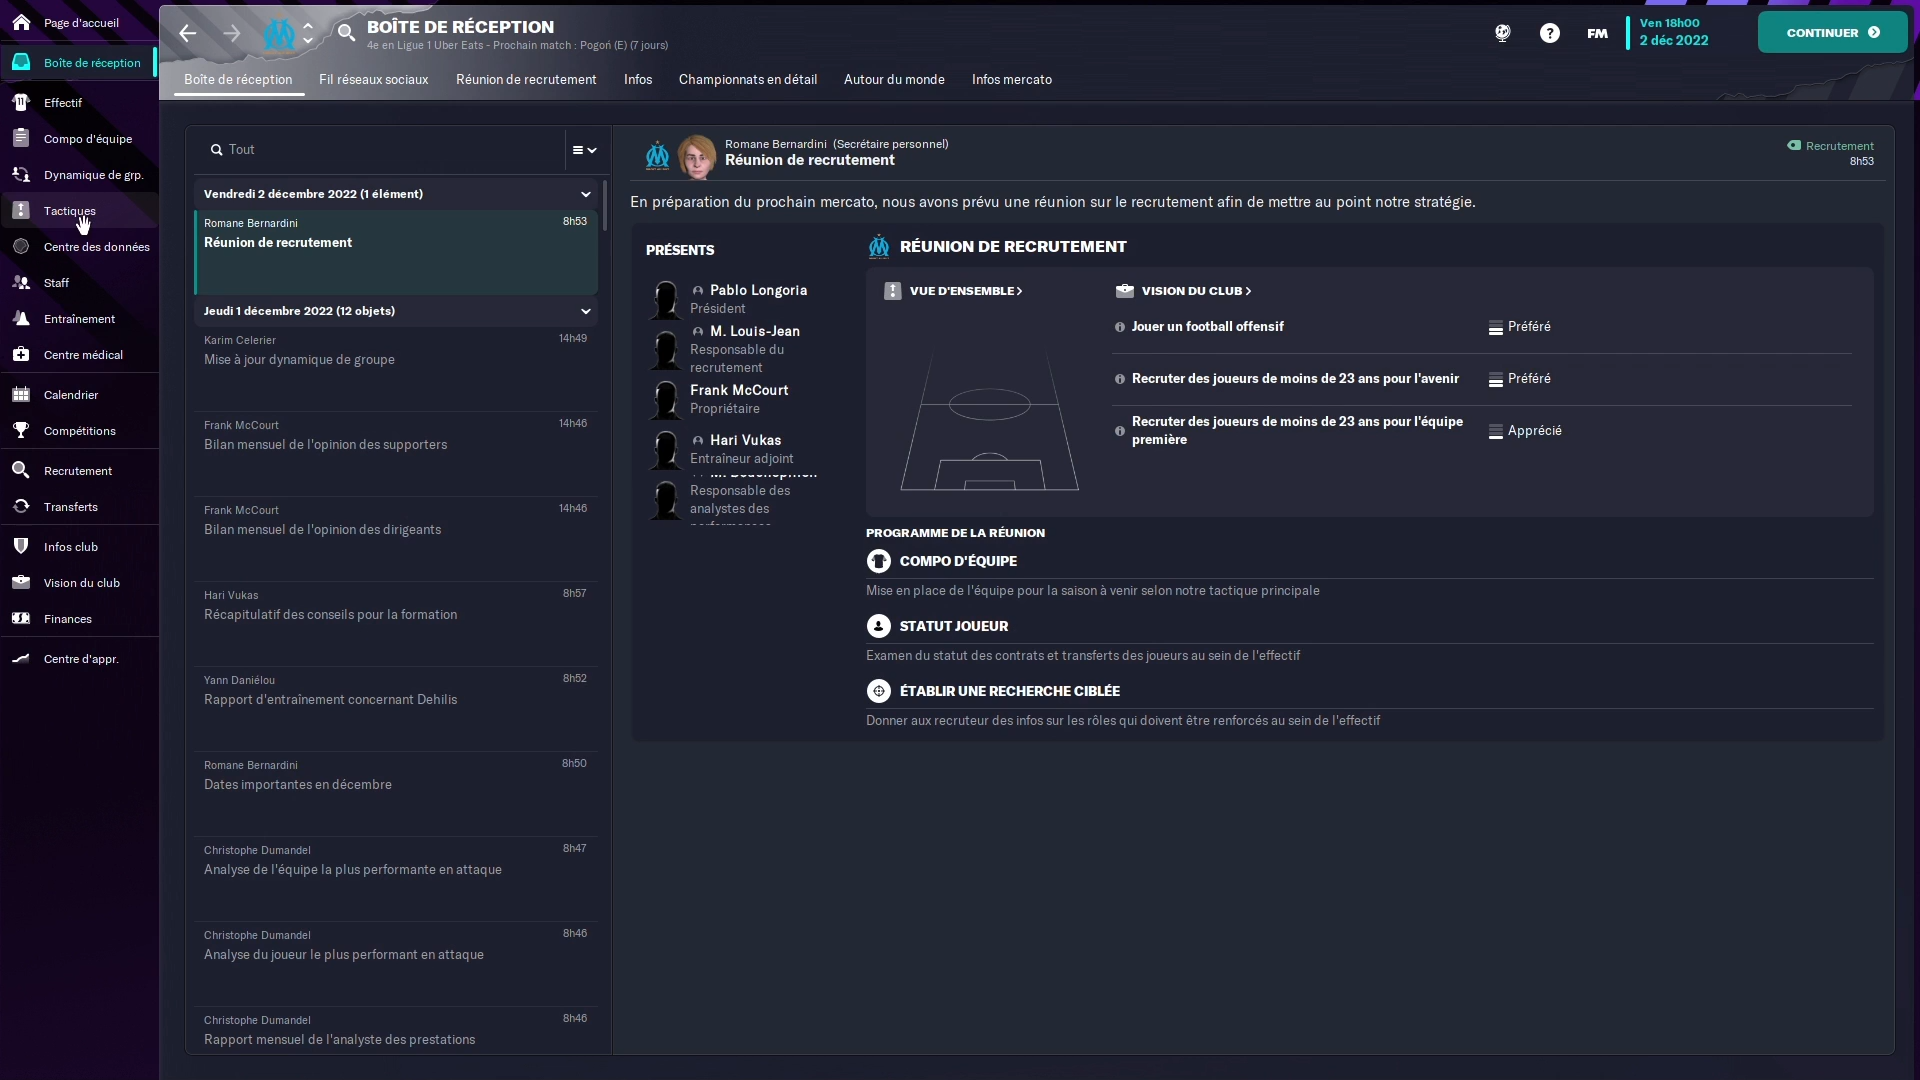 Page d'accueil
Boîte de réception
Effectif
Compo d'équipe
Dynamique de grp.
Tactiques
Centre des données
Staff
Entraînement
Centre médical
Calendrier
Compétitions
Recrutement
Transferts
Infos club
Vision du club
Finances
Centre d'appr.
BOÎTE DE RÉCEPTION
4e en Ligue 1 Uber Eats - Prochain match : Pogoń (E) (7 jours)
FM
Ven 18h00
2 déc 2022
CONTINUER
Boîte de réception
Fil réseaux sociaux
Réunion de recrutement
Infos
Championnats en détail
Autour du monde
Infos mercato
Tout
Vendredi 2 décembre 2022 (1 élément)
Romane Bernardini 8h53
Réunion de recrutement
Jeudi 1 décembre 2022 (12 objets)
Karim Celerier 14h49
Mise à jour dynamique de groupe
Frank McCourt 14h46
Bilan mensuel de l'opinion des supporters
Frank McCourt 14h46
Bilan mensuel de l'opinion des dirigeants
Hari Vukas 8h57
Récapitulatif des conseils pour la formation
Yann Daniélou 8h52
Rapport d'entraînement concernant Dehilis
Romane Bernardini 8h50
Dates importantes en décembre
Christophe Dumandel 8h47
Analyse de l'équipe la plus performante en attaque
Christophe Dumandel 8h46
Analyse du joueur le plus performant en attaque
Christophe Dumandel 8h46
Rapport mensuel de l'analyste des prestations
Romane Bernardini (Secrétaire personnel)
Réunion de recrutement
Recrutement
8h53
En préparation du prochain mercato, nous avons prévu une réunion sur le recrutement afin de mettre au point notre stratégie.
PRÉSENTS
Pablo Longoria
Président
M. Louis-Jean
Responsable du
recrutement
Frank McCourt
Propriétaire
Hari Vukas
Entraîneur adjoint
Responsable des
analystes des
RÉUNION DE RECRUTEMENT
VUE D'ENSEMBLE >
VISION DU CLUB >
Jouer un football offensif Préféré
Recruter des joueurs de moins de 23 ans pour l'avenir Préféré
Recruter des joueurs de moins de 23 ans pour l'équipe
première Apprécié
PROGRAMME DE LA RÉUNION
COMPO D'ÉQUIPE
Mise en place de l'équipe pour la saison à venir selon notre tactique principale
STATUT JOUEUR
Examen du statut des contrats et transferts des joueurs au sein de l'effectif
ÉTABLIR UNE RECHERCHE CIBLÉE
Donner aux recruteur des infos sur les rôles qui doivent être renforcés au sein de l'effectif